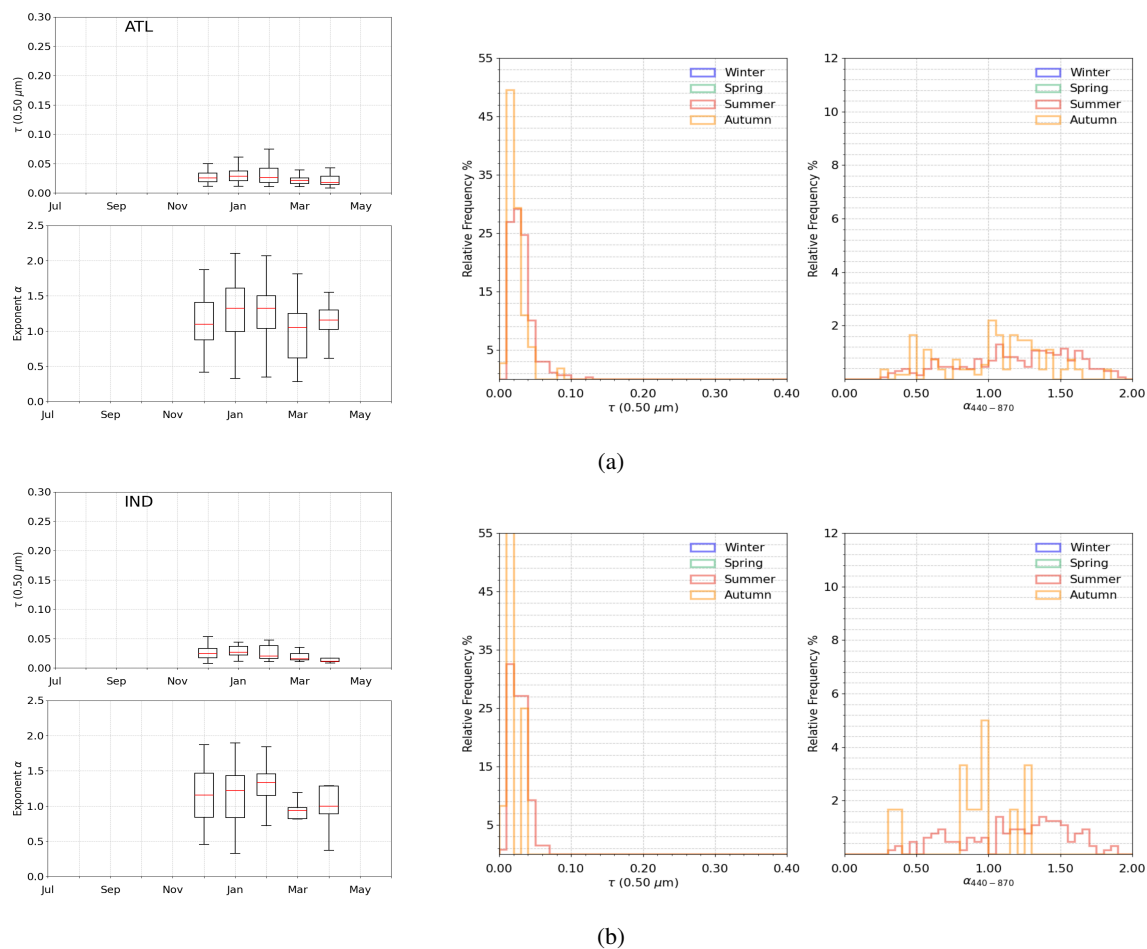 ATL
0.30
0.25
0.20
0.15
0.10
0.05
0.00
τ (0.50 μm)
Jul Sep Nov Jan Mar May
2.5
2.0
1.5
1.0
0.5
0.0
Exponent α
Jul Sep Nov Jan Mar May
55
45
35
25
15
5
Relative Frequency %
Winter
Spring
Summer
Autumn
0.00 0.10 0.20 0.30 0.40
τ (0.50 μm)
12
10
8
6
4
2
Relative Frequency %
Winter
Spring
Summer
Autumn
0.00 0.50 1.00 1.50 2.00
α440−870
(a)
IND
0.30
0.25
0.20
0.15
0.10
0.05
0.00
τ (0.50 μm)
Jul Sep Nov Jan Mar May
2.5
2.0
1.5
1.0
0.5
0.0
Exponent α
Jul Sep Nov Jan Mar May
55
45
35
25
15
5
Relative Frequency %
Winter
Spring
Summer
Autumn
0.00 0.10 0.20 0.30 0.40
τ (0.50 μm)
12
10
8
6
4
2
Relative Frequency %
Winter
Spring
Summer
Autumn
0.00 0.50 1.00 1.50 2.00
α440−870
(b)